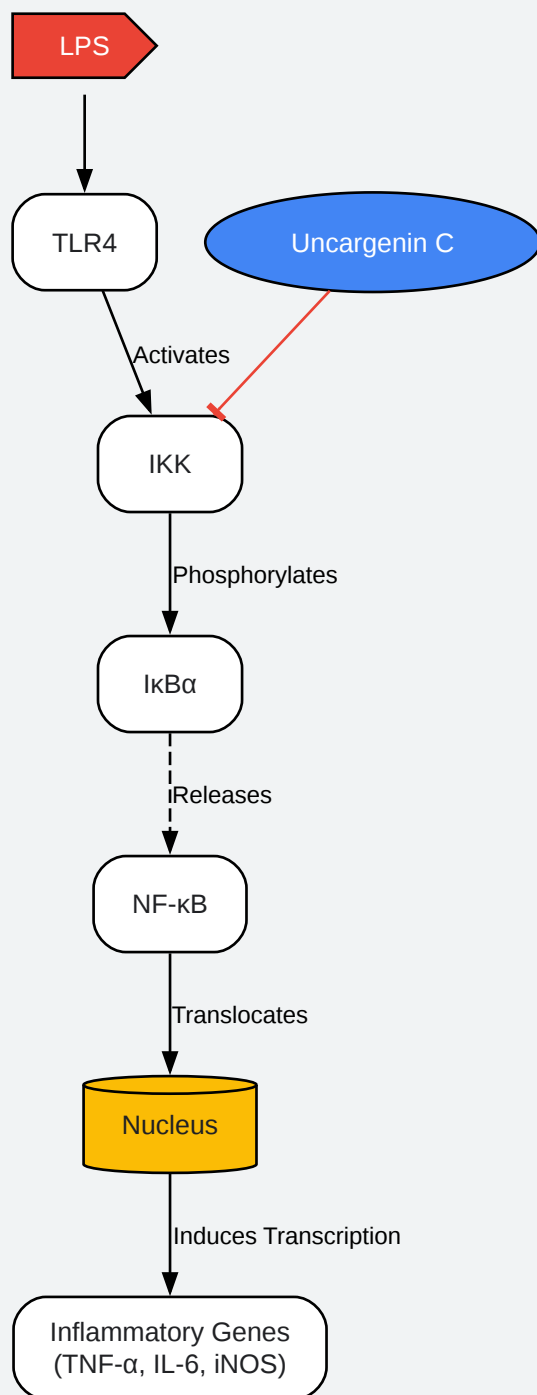 LPS
TLR4
Uncargenin C
Activates
IKK
Phosphorylates
IκBα
Releases
NF-κB
Translocates
Nucleus
Induces Transcription
Inflammatory Genes
(TNF-α, IL-6, iNOS)